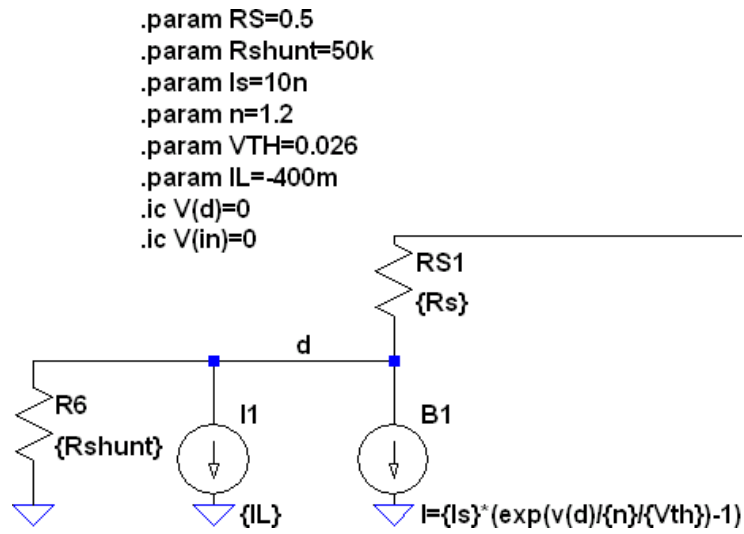 .param RS=0.5
.param Rshunt=50k
.param Is=10n
.param n=1.2
.param VTH=0.026
.param IL=-400m
.ic V(d)=0
.ic V(in)=0
RS1
{Rs}
d
R6
{Rshunt}
I1
{IL}
B1
I={Is}*(exp(v(d)/{n}/{Vth})-1)